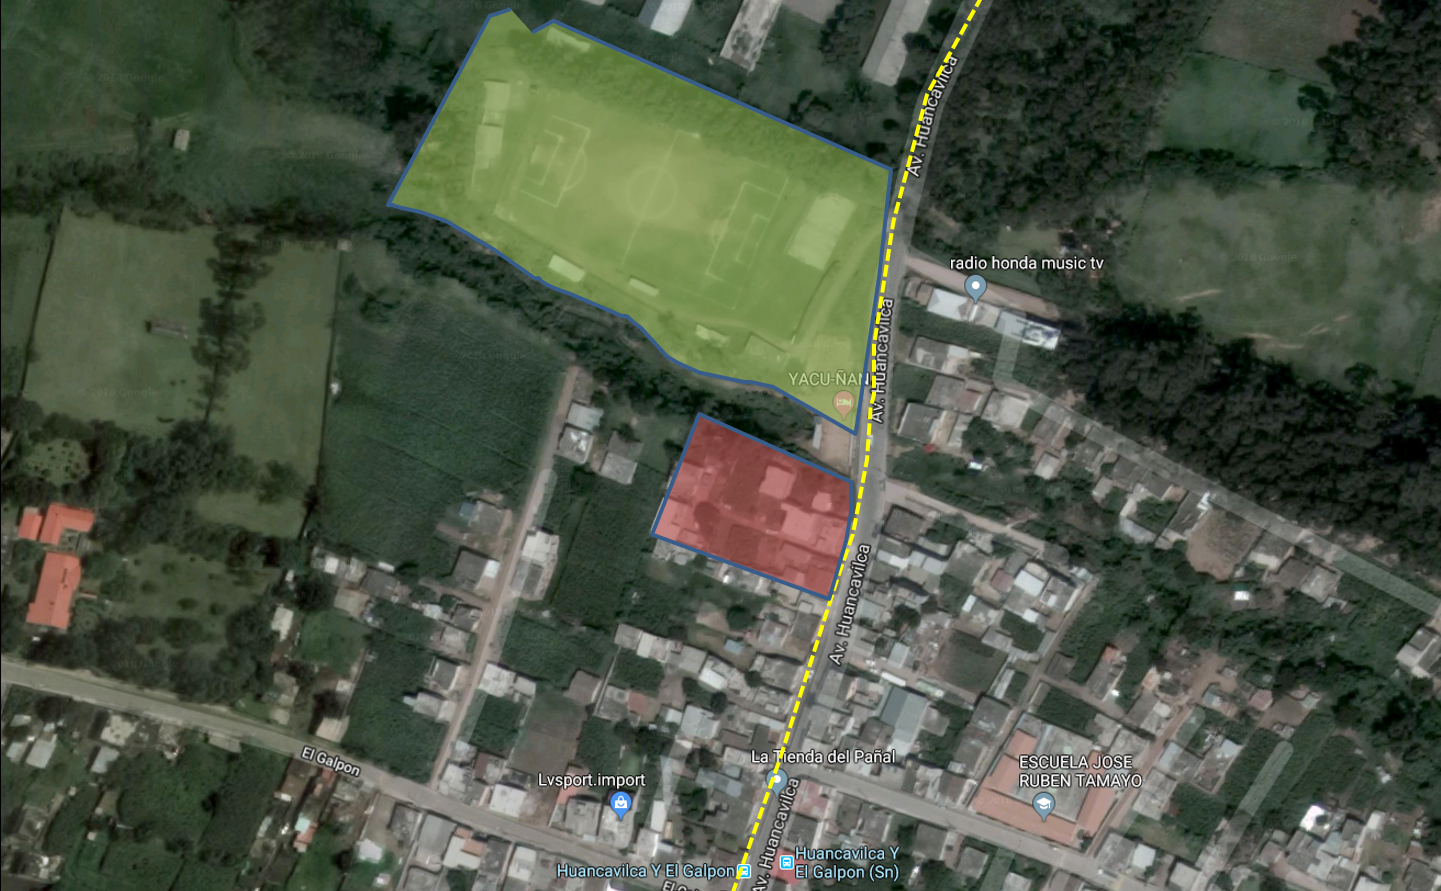 Av. Huancavilca
radio honda music tv
Av. Huancavilca
YACU-ÑAN
Av. Huancavilca
El Galpon
La Tienda del Pañal
ESCUELA JOSE
RUBEN TAMAYO
Lvsport.import
Av. Huancavilca
Huancavilca Y El Galpon
Huancavilca Y
El Galpon (Sn)